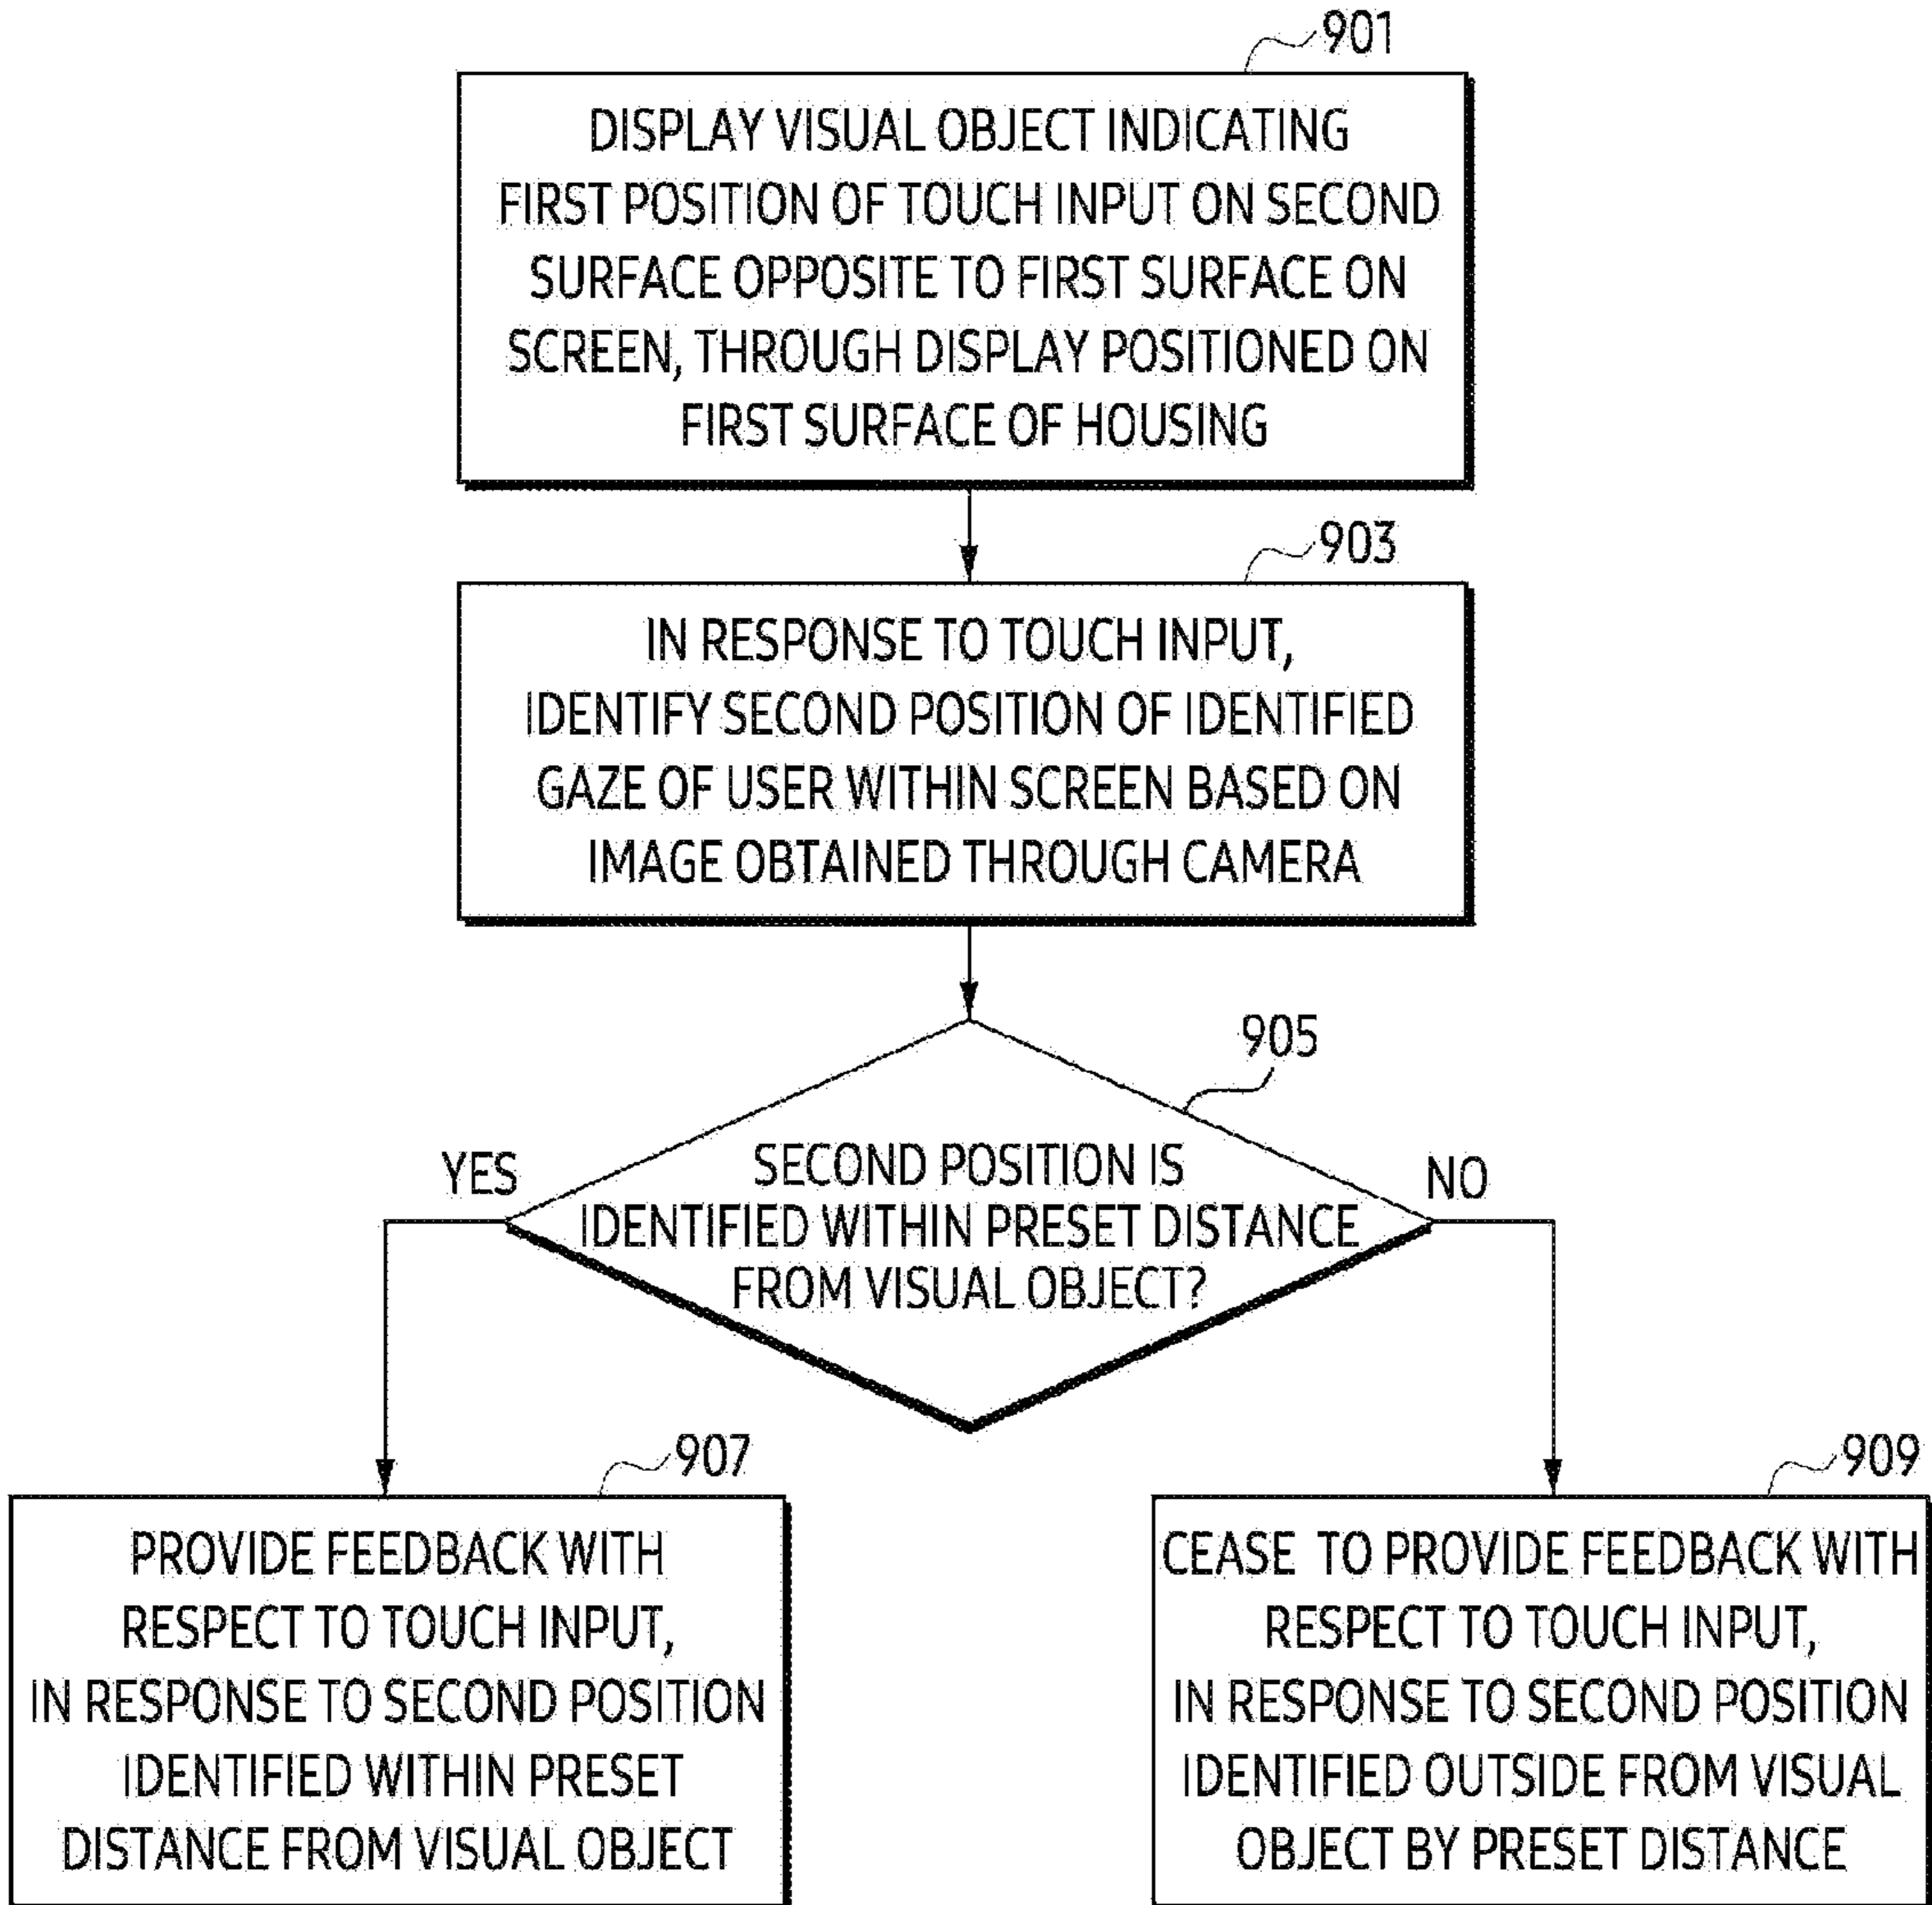 901
DISPLAY VISUAL OBJECT INDICATING
FIRST POSITION OF TOUCH INPUT ON SECOND
SURFACE OPPOSITE TO FIRST SURFACE ON
SCREEN, THROUGH DISPLAY POSITIONED ON
FIRST SURFACE OF HOUSING
903
IN RESPONSE TO TOUCH INPUT,
IDENTIFY SECOND POSITION OF IDENTIFIED
GAZE OF USER WITHIN SCREEN BASED ON
IMAGE OBTAINED THROUGH CAMERA
905
SECOND POSITION IS
IDENTIFIED WITHIN PRESET DISTANCE
FROM VISUAL OBJECT?
YES
NO
907
PROVIDE FEEDBACK WITH
RESPECT TO TOUCH INPUT,
IN RESPONSE TO SECOND POSITION
IDENTIFIED WITHIN PRESET
DISTANCE FROM VISUAL OBJECT
909
CEASE TO PROVIDE FEEDBACK WITH
RESPECT TO TOUCH INPUT,
IN RESPONSE TO SECOND POSITION
IDENTIFIED OUTSIDE FROM VISUAL
OBJECT BY PRESET DISTANCE